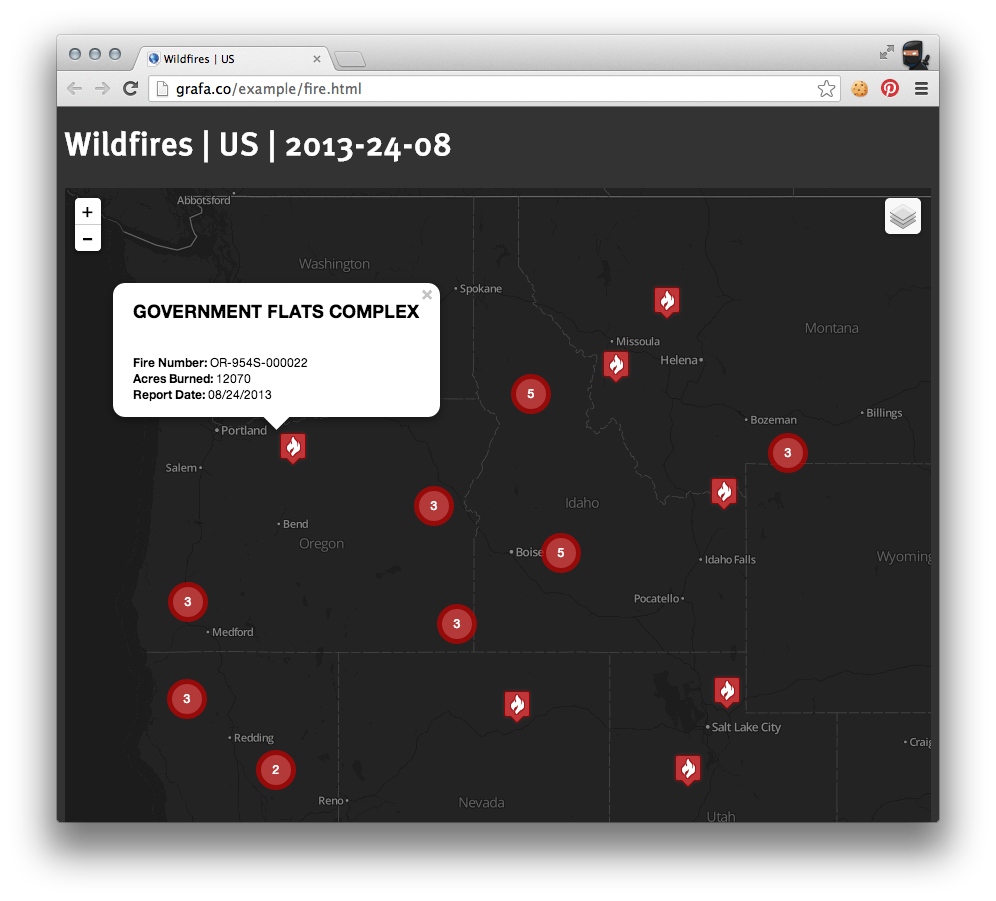 Wildfires | US
grafa.co/example/fire.html
Wildfires | US | 2013-24-08
+
−
Abbotsford
Washington
Spokane
GOVERNMENT FLATS COMPLEX
Fire Number: OR-954S-000022
Acres Burned: 12070
Report Date: 08/24/2013
Montana
Missoula
Helena
5
Billings
Bozeman
Portland
3
Salem
Idaho
3
Bend
Oregon
Boise
5
Idaho Falls
Wyoming
Pocatello
3
Medford
3
3
Salt Lake City
Redding
Craig
2
Reno
Nevada
Utah